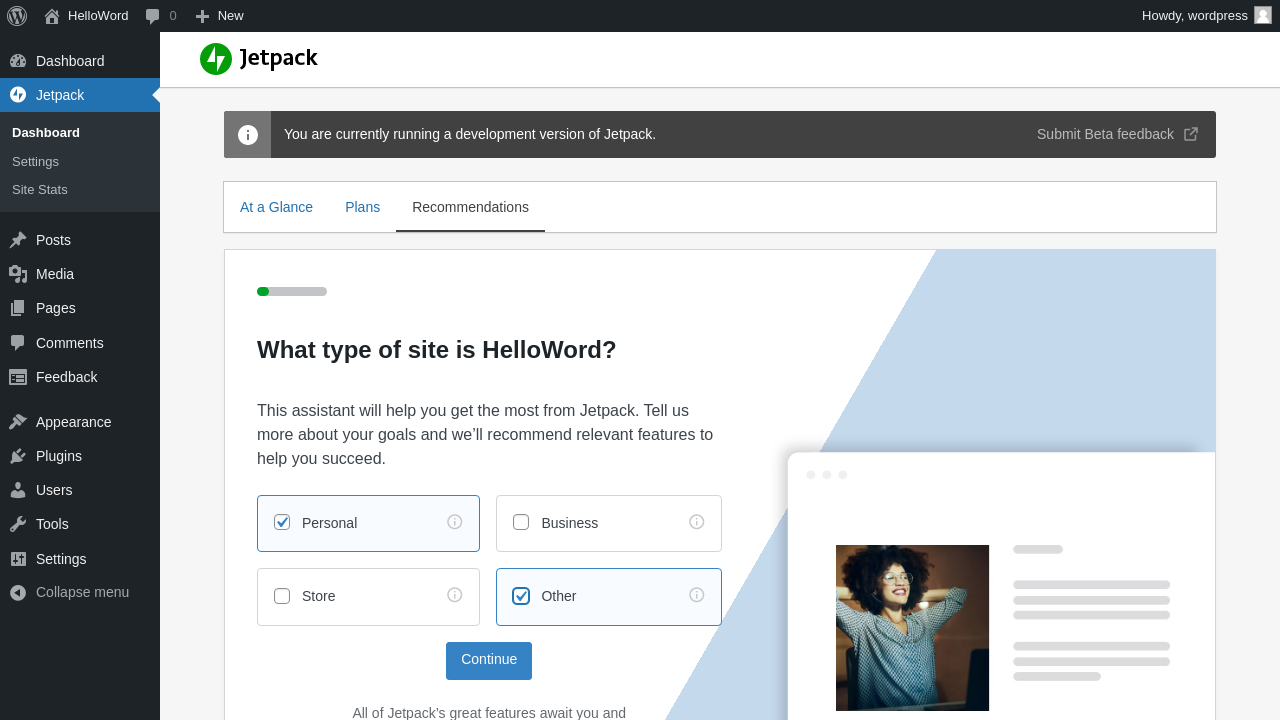 HelloWord
0
New
Howdy, wordpress
Dashboard
Jetpack
Dashboard
Settings
Site Stats
Posts
Media
Pages
Comments
Feedback
Appearance
Plugins
Users
Tools
Settings
Collapse menu
Jetpack
You are currently running a development version of Jetpack.
Submit Beta feedback
At a Glance
Plans
Recommendations
What type of site is HelloWord?
This assistant will help you get the most from Jetpack. Tell us
more about your goals and we’ll recommend relevant features to
help you succeed.
Personal
Business
Store
Other
Continue
All of Jetpack's great features await you and